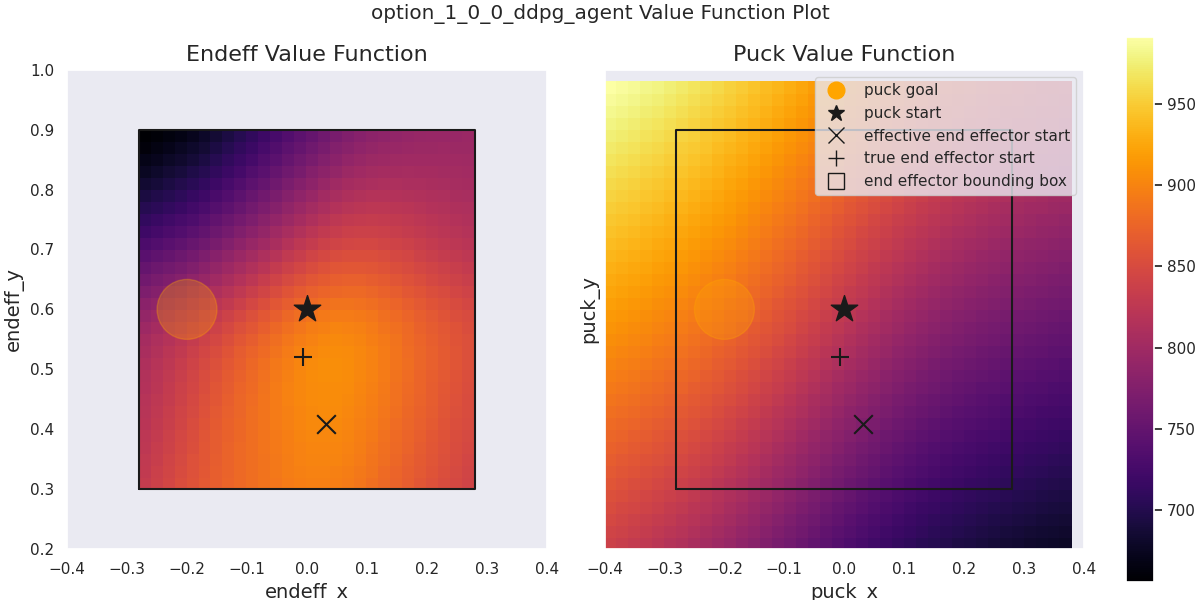 option_1_0_0_ddpg_agent Value Function Plot
Endeff Value Function
1.0
0.9
0.8
0.7
0.6
0.5
0.4
0.3
0.2
endeff_y
−0.4 −0.3 −0.2 −0.1 0.0 0.1 0.2 0.3 0.4
endeff_x
Puck Value Function
puck goal
puck start
effective end effector start
true end effector start
end effector bounding box
puck_y
−0.4 −0.3 −0.2 −0.1 0.0 0.1 0.2 0.3 0.4
puck_x
950
900
850
800
750
700